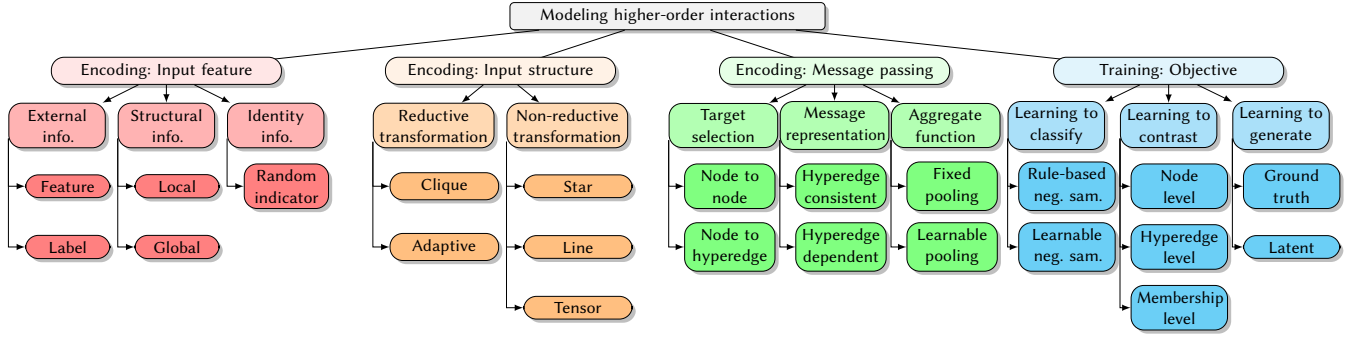 Modeling higher-order interactions
Encoding: Input feature
External
info.
Feature
Label
Structural
info.
Local
Global
Identity
info.
Random
indicator
Encoding: Input structure
Reductive
transformation
Clique
Adaptive
Non-reductive
transformation
Star
Line
Tensor
Encoding: Message passing
Target
selection
Node to
node
Node to
hyperedge
Message
representation
Hyperedge
consistent
Hyperedge
dependent
Aggregate
function
Fixed
pooling
Learnable
pooling
Training: Objective
Learning to
classify
Rule-based
neg. sam.
Learnable
neg. sam.
Learning to
contrast
Node
level
Hyperedge
level
Membership
level
Learning to
generate
Ground
truth
Latent